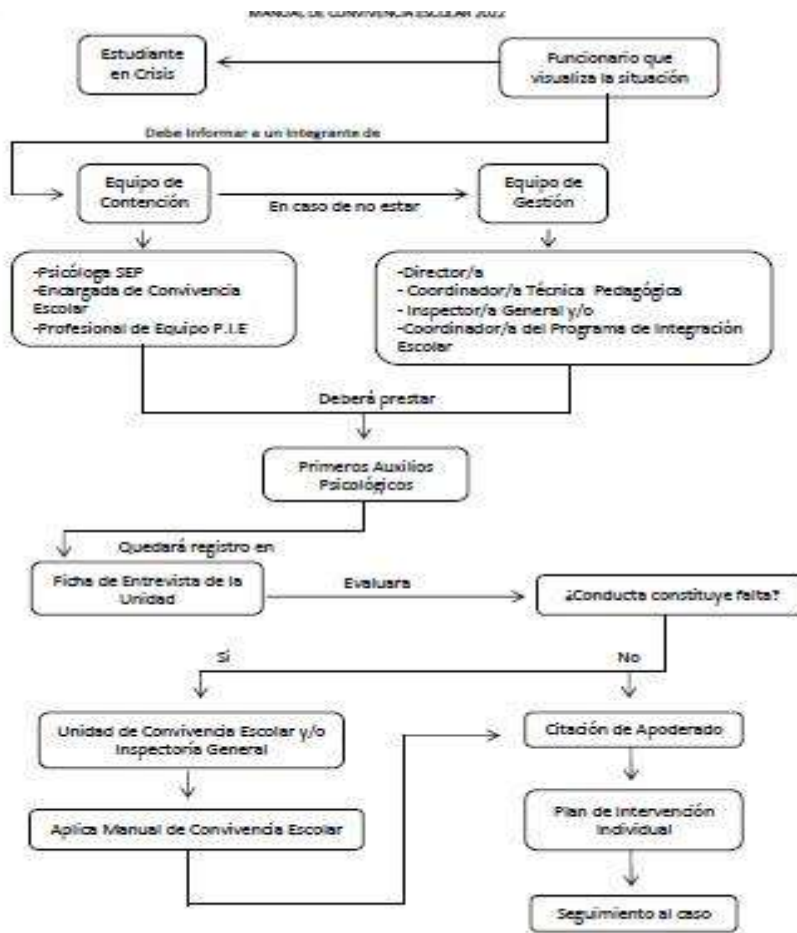 MANUAL DE CONVIVENCIA ESCOLAR 2022
Estudiante
en Crisis
Funcionario que
visualiza la situación
Debe informar a un integrante de
Equipo de
Contención
En caso de no estar
Equipo de
Gestión
-Psicóloga SEP
-Encargada de Convivencia
Escolar
-Profesional de Equipo P.I.E
-Director/a
- Coordinador/a Técnica Pedagógica
- Inspector/a General y/o
-Coordinador/a del Programa de Integración
Escolar
Deberá prestar
Primeros Auxilios
Psicológicos
Quedará registro en
Ficha de Entrevista de la
Unidad
Evaluara
¿Conducta constituye falta?
Sí
No
Unidad de Convivencia Escolar y/o
Inspectoría General
Citación de Apoderado
Aplica Manual de Convivencia Escolar
Plan de Intervención
Individual
Seguimiento al caso